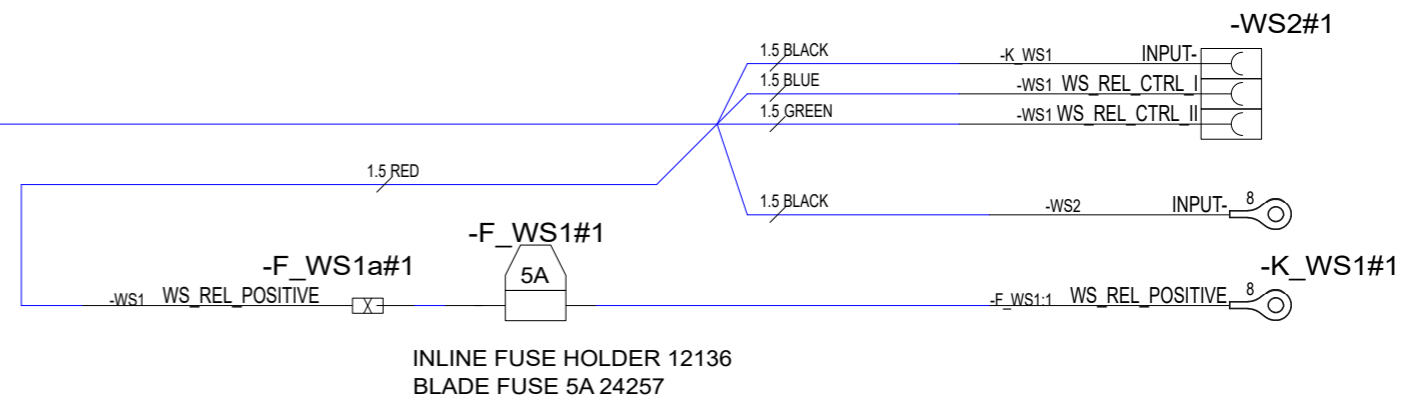 -WS2#1
1.5 BLACK -K_WS1 INPUT-
1.5 BLUE -WS1 WS_REL_CTRL_I
1.5 GREEN -WS1 WS_REL_CTRL_II
1.5 RED
1.5 BLACK -WS2 INPUT- 8
-F_WS1#1
-F_WS1a#1 5A -K_WS1#1
-WS1 WS_REL_POSITIVE X -F_WS1:1 WS_REL_POSITIVE 8
INLINE FUSE HOLDER 12136
BLADE FUSE 5A 24257